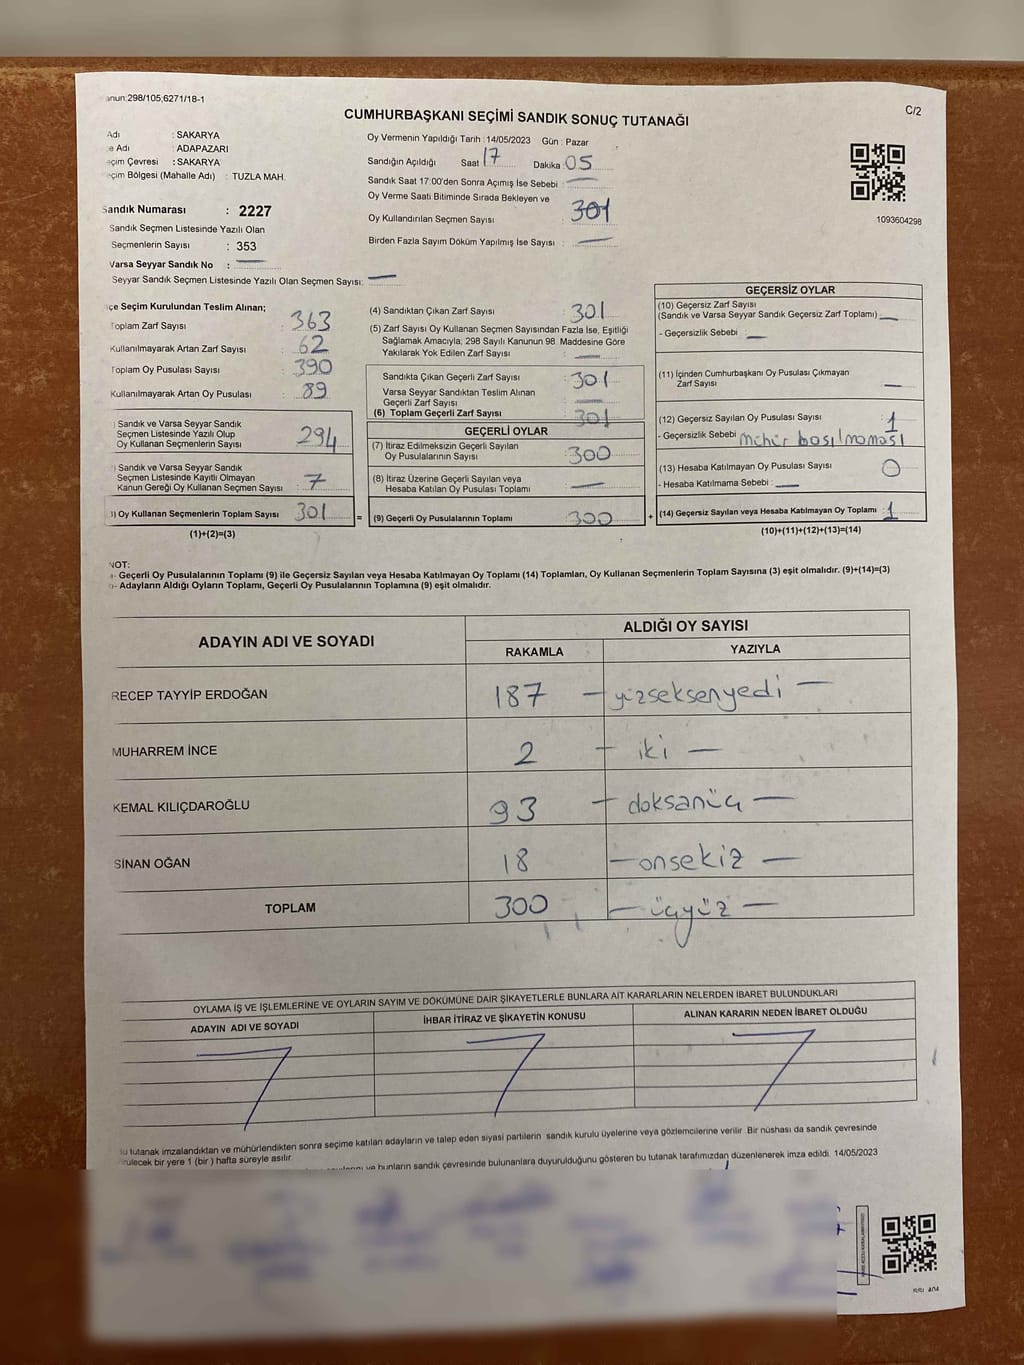 anun;298/105;6271/18-1
C/2
CUMHURBAŞKANI SEÇİMİ SANDIK SONUÇ TUTANAĞI
Adı : SAKARYA
e Adı : ADAPAZARI
eçim Çevresi : SAKARYA
eçim Bölgesi (Mahalle Adı) : TUZLA MAH.
Sandık Numarası : 2227
Sandık Seçmen Listesinde Yazılı Olan
Seçmenlerin Sayısı : 353
Varsa Seyyar Sandık No : —
Seyyar Sandık Seçmen Listesinde Yazılı Olan Seçmen Sayısı: —
Oy Vermenin Yapıldığı Tarih : 14/05/2023 Gün : Pazar
Sandığın Açıldığı Saat 17 Dakika : 05
Sandık Saat 17:00'den Sonra Açımış İse Sebebi : —
Oy Verme Saati Bitiminde Sırada Bekleyen ve
Oy Kullandırılan Seçmen Sayısı : 301
Birden Fazla Sayım Döküm Yapılmış İse Sayısı : —
1093604298
çe Seçim Kurulundan Teslim Alınan;
Toplam Zarf Sayısı : 363
Kullanılmayarak Artan Zarf Sayısı : 62
Toplam Oy Pusulası Sayısı : 390
Kullanılmayarak Artan Oy Pusulası : 89
) Sandık ve Varsa Seyyar Sandık
Seçmen Listesinde Yazılı Olup
Oy Kullanan Seçmenlerin Sayısı : 294
) Sandık ve Varsa Seyyar Sandık
Seçmen Listesinde Kayıtlı Olmayan
Kanun Gereği Oy Kullanan Seçmen Sayısı : 7
) Oy Kullanan Seçmenlerin Toplam Sayısı : 301 =
(1)+(2)=(3)
(4) Sandıktan Çıkan Zarf Sayısı : 301
(5) Zarf Sayısı Oy Kullanan Seçmen Sayısından Fazla İse, Eşitliği
Sağlamak Amacıyla; 298 Sayılı Kanunun 98. Maddesine Göre
Yakılarak Yok Edilen Zarf Sayısı : —
Sandıkta Çıkan Geçerli Zarf Sayısı : 301
Varsa Seyyar Sandıktan Teslim Alınan
Geçerli Zarf Sayısı : —
(6) Toplam Geçerli Zarf Sayısı : 301
GEÇERLİ OYLAR
(7) İtiraz Edilmeksizin Geçerli Sayılan
Oy Pusulalarının Sayısı : 300
(8) İtiraz Üzerine Geçerli Sayılan veya
Hesaba Katılan Oy Pusulası Toplamı : —
(9) Geçerli Oy Pusulalarının Toplamı : 300 +
GEÇERSİZ OYLAR
(10) Geçersiz Zarf Sayısı
(Sandık ve Varsa Seyyar Sandık Geçersiz Zarf Toplamı) —
- Geçersizlik Sebebi : —
(11) İçinden Cumhurbaşkanı Oy Pusulası Çıkmayan
Zarf Sayısı : —
(12) Geçersiz Sayılan Oy Pusulası Sayısı : 1
- Geçersizlik Sebebi : mühür basılmaması
(13) Hesaba Katılmayan Oy Pusulası Sayısı : 0
- Hesaba Katılmama Sebebi : —
(14) Geçersiz Sayılan veya Hesaba Katılmayan Oy Toplamı : 1
(10)+(11)+(12)+(13)=(14)
NOT:
- Geçerli Oy Pusulalarının Toplamı (9) ile Geçersiz Sayılan veya Hesaba Katılmayan Oy Toplamı (14) Toplamları, Oy Kullanan Seçmenlerin Toplam Sayısına (3) eşit olmalıdır. (9)+(14)=(3)
- Adayların Aldığı Oyların Toplamı, Geçerli Oy Pusulalarının Toplamına (9) eşit olmalıdır.
ADAYIN ADI VE SOYADI ALDIĞI OY SAYISI
RAKAMLA YAZIYLA
RECEP TAYYİP ERDOĞAN 187 — yüzseksenyedi —
MUHARREM İNCE 2 — iki —
KEMAL KILIÇDAROĞLU 93 — doksanüç —
SİNAN OĞAN 18 — onsekiz —
TOPLAM 300 — üçyüz —
OYLAMA İŞ VE İŞLEMLERİNE VE OYLARIN SAYIM VE DÖKÜMÜNE DAİR ŞİKAYETLERLE BUNLARA AİT KARARLARIN NELERDEN İBARET BULUNDUKLARI
ADAYIN ADI VE SOYADI İHBAR İTİRAZ VE ŞİKAYETİN KONUSU ALINAN KARARIN NEDEN İBARET OLDUĞU
u tutanak imzalandıktan ve mühürlendikten sonra seçime katılan adayların ve talep eden siyasi partilerin sandık kurulu üyelerine veya gözlemcilerine verilir. Bir nüshası da sandık çevresinde
rülecek bir yere 1 (bir ) hafta süreyle asılır.
ve bunların sandık çevresinde bulunanlara duyurulduğunu gösteren bu tutanak tarafımızdan düzenlenerek imza edildi. 14/05/2023